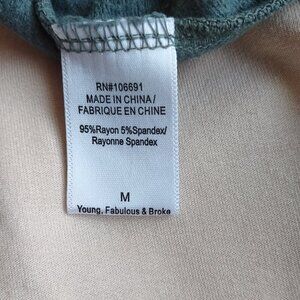 RN#106691
MADE IN CHINA/
FABRIQUE EN CHINE
95%Rayon 5%Spandex/
Rayonne Spandex
M
Young, Fabulous & Broke